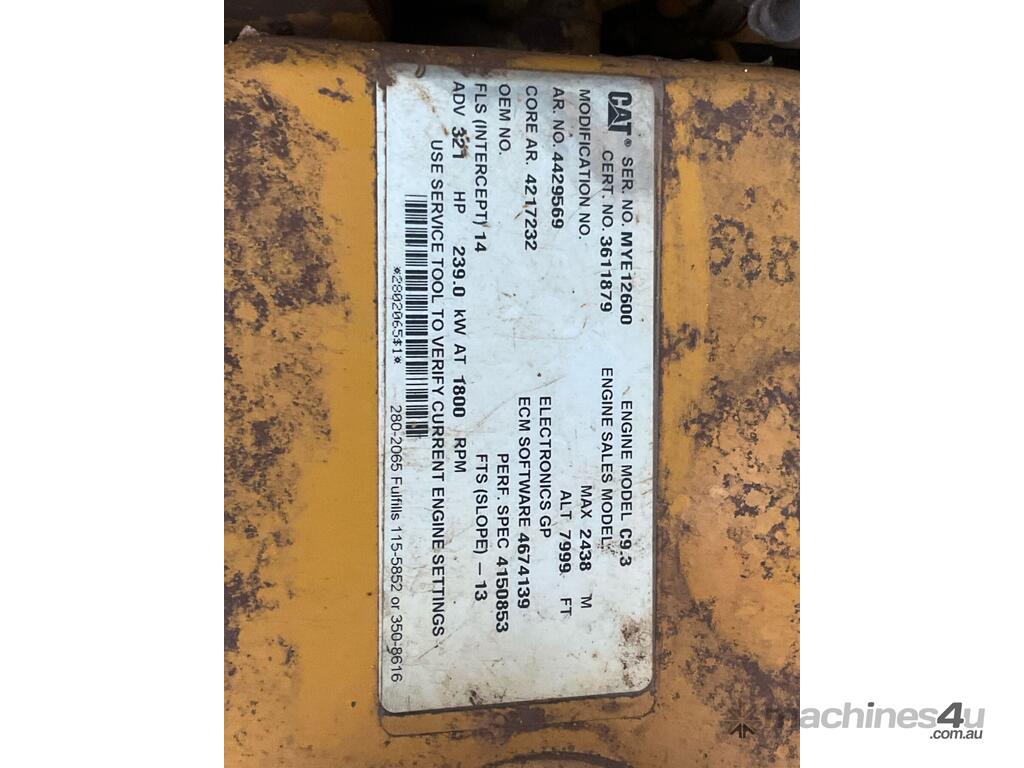 CAT® SER. NO. MYE12600 ENGINE MODEL C9.3
CERT. NO. 3611879 ENGINE SALES MODEL:
MODIFICATION NO. MAX 2438 M
AR. NO. 4429569 ALT 7999 FT
CORE AR. 4217232 ELECTRONICS GP
OEM NO. ECM SOFTWARE 4674139
FLS (INTERCEPT) 14 PERF. SPEC 4150853
ADV 321 HP 239.0 kW AT 1800 RPM FTS (SLOPE) – 13
USE SERVICE TOOL TO VERIFY CURRENT ENGINE SETTINGS
*2802065$1* 280-2065 Fulfills 115-5852 or 350-8616
machines4u
.com.au